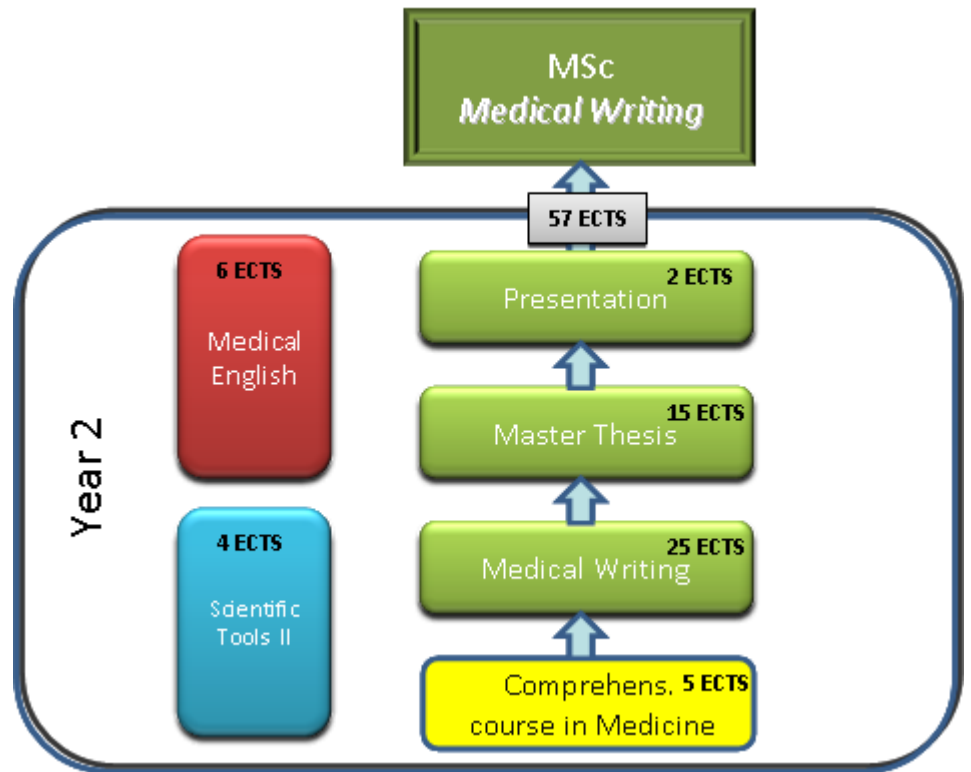 MSc
Medical Writing
57 ECTS
Year 2
6 ECTS
Medical
English
4 ECTS
Scientific
Tools II
2 ECTS
Presentation
15 ECTS
Master Thesis
25 ECTS
Medical Writing
Comprehens. 5 ECTS
course in Medicine